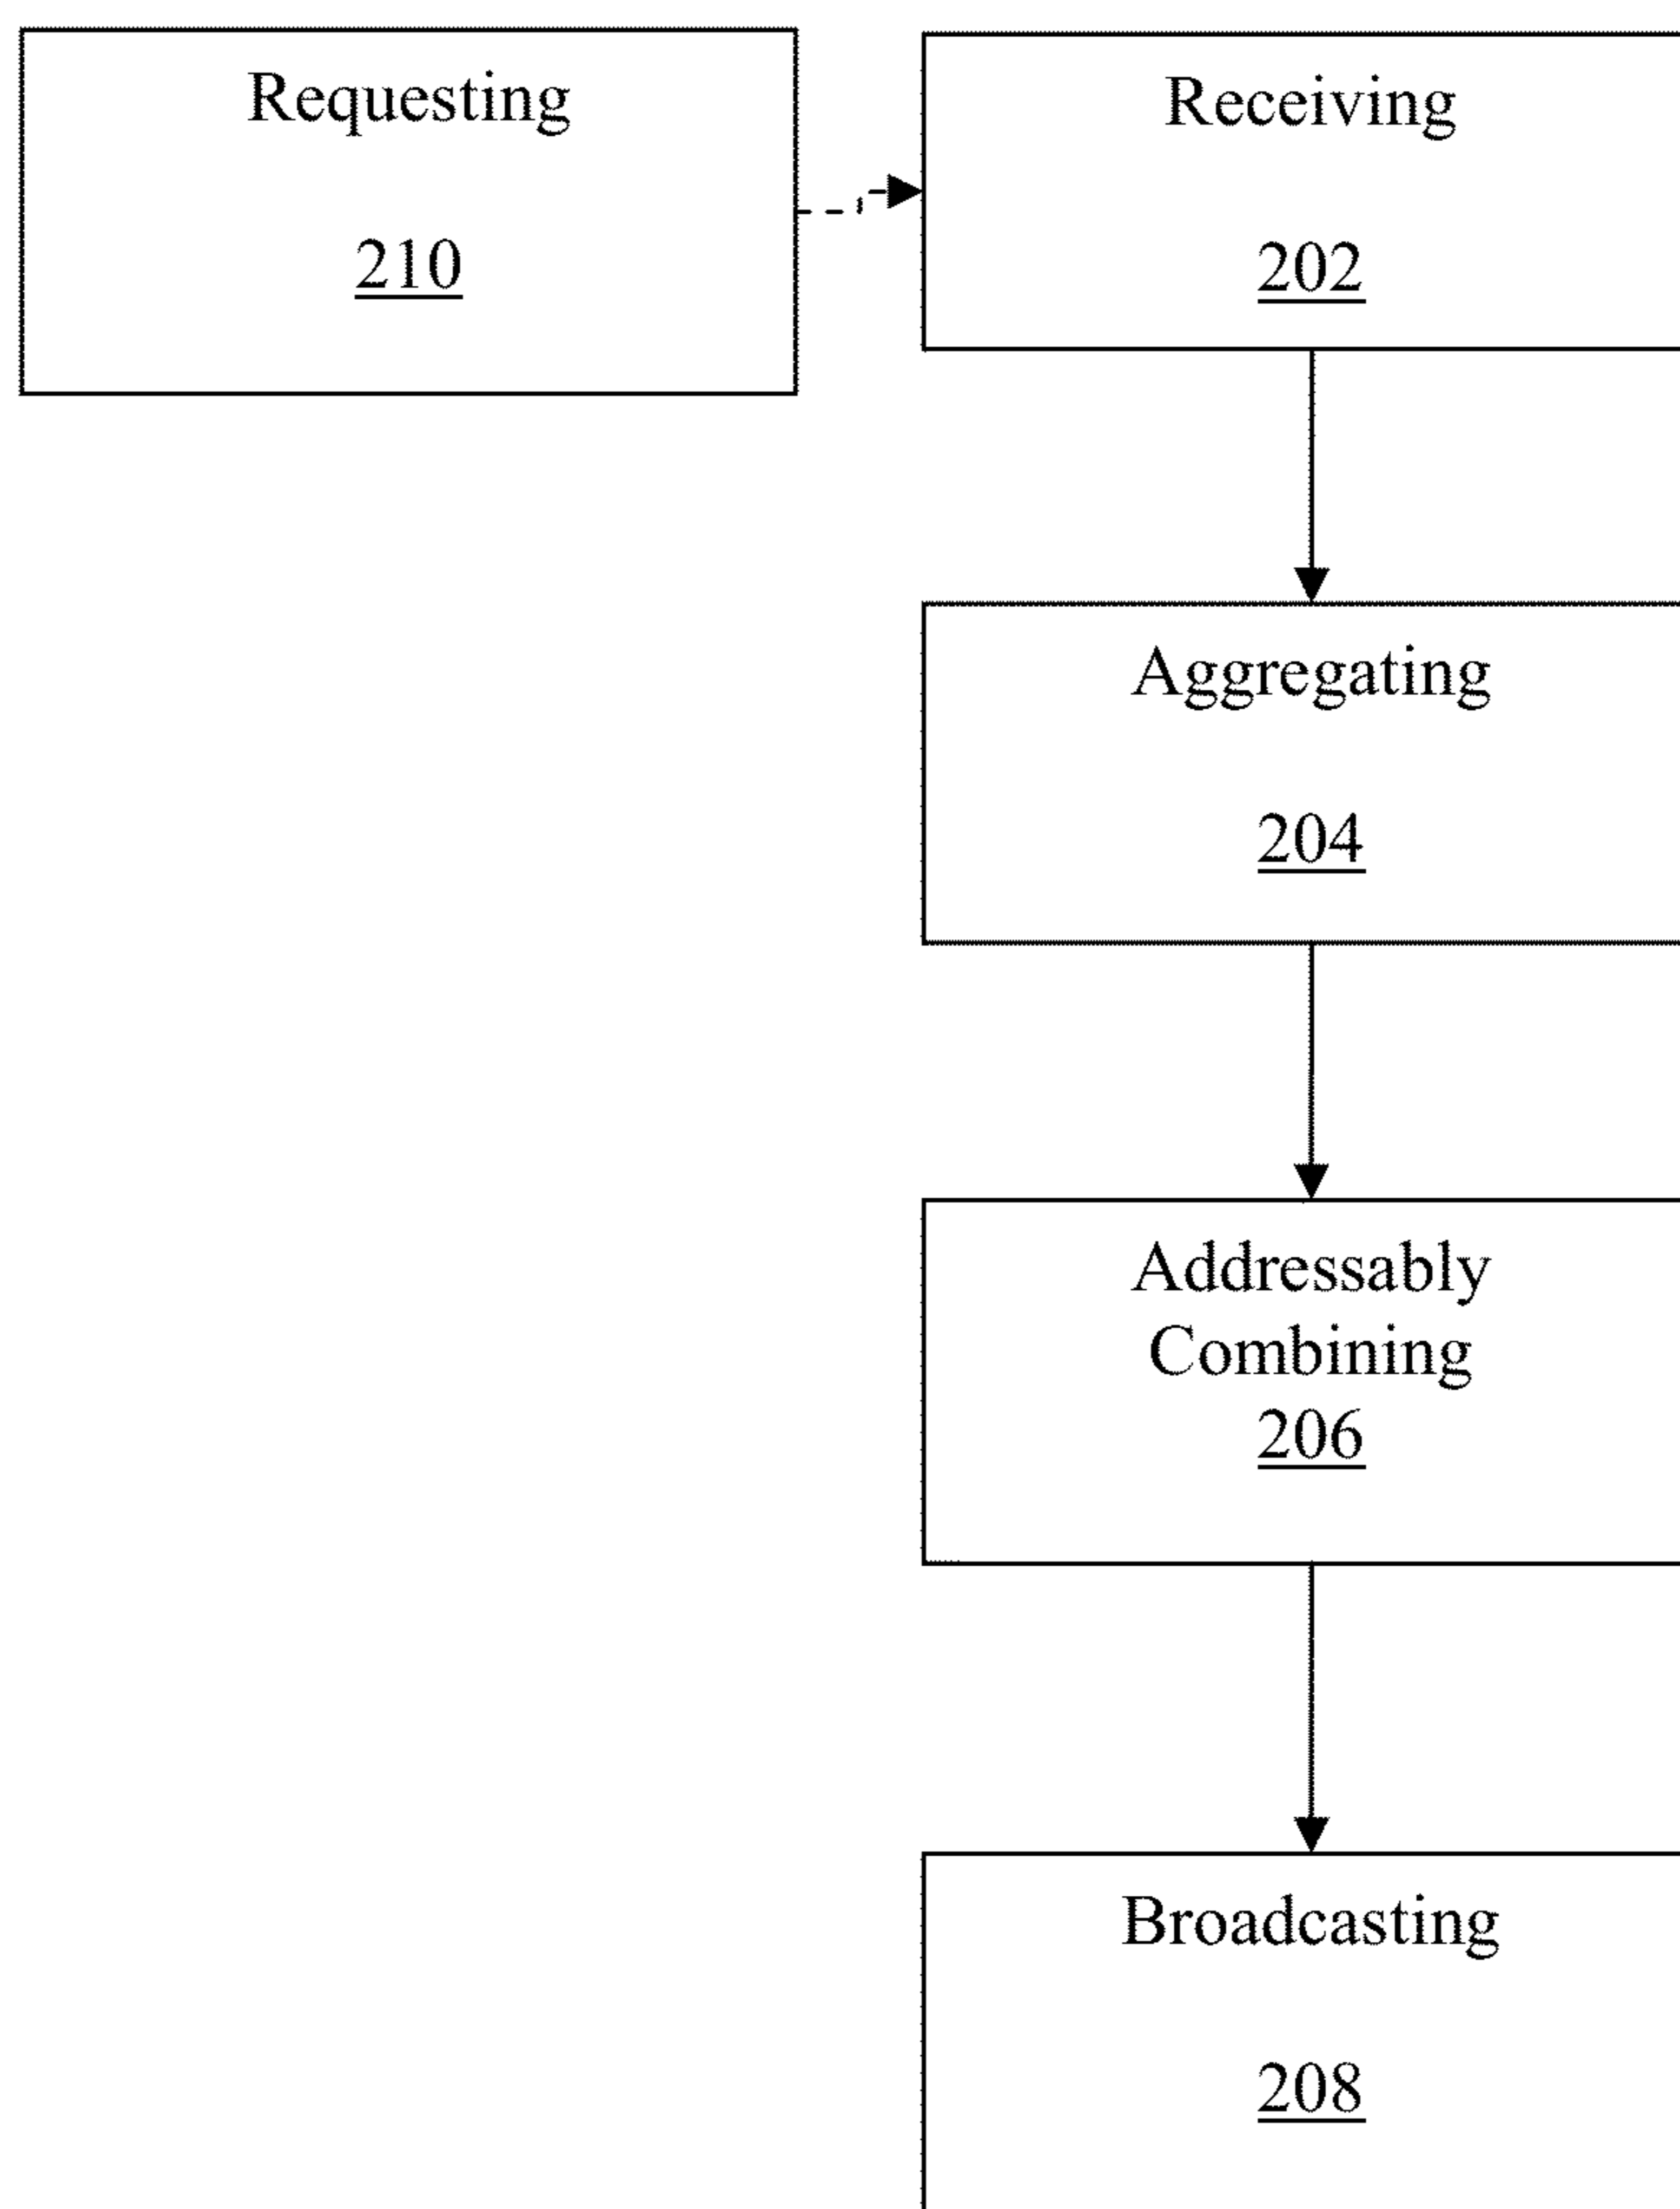 Requesting
210
Receiving
202
Aggregating
204
Addressably
Combining
206
Broadcasting
208